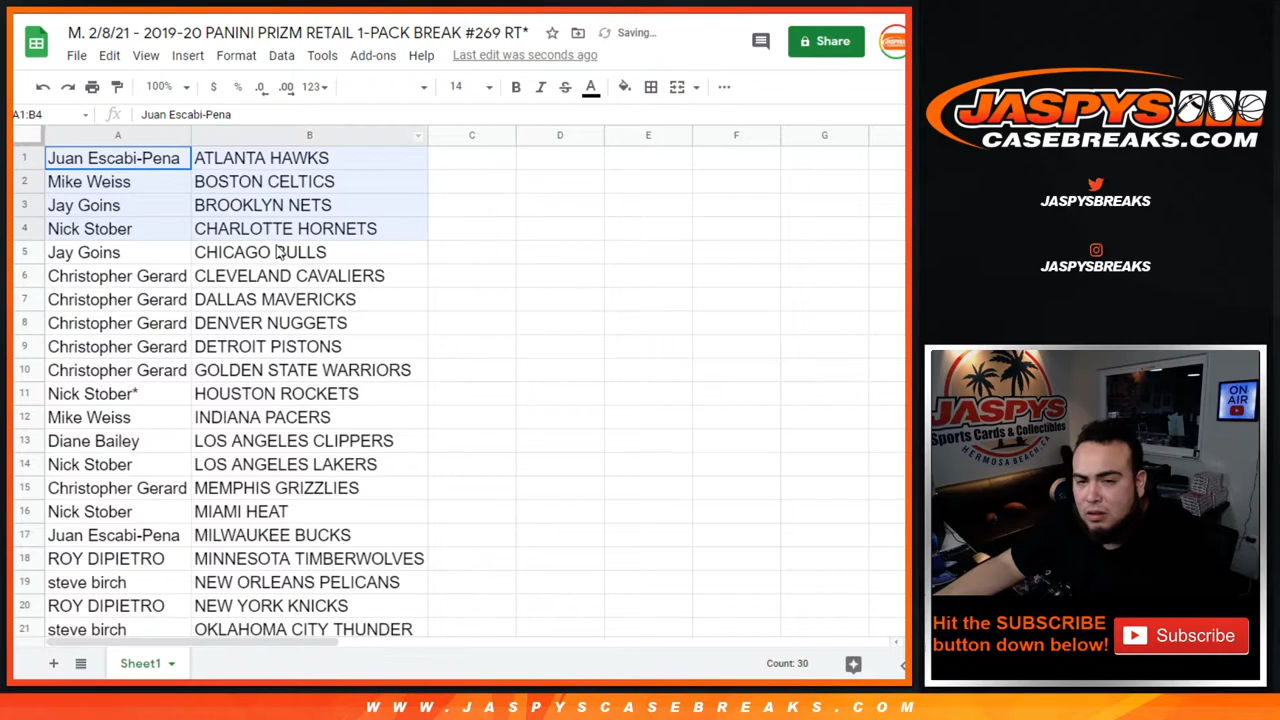 M. 2/8/21 - 2019-20 PANINI PRIZM RETAIL 1-PACK BREAK #269 RT*
Saving...
File Edit View Insert Format Data Tools Add-ons Help Last edit was seconds ago
Share
100% $ % .0 .00 123 14 B I S A
A1:B4 fx Juan Escabi-Pena
A B C D E F G
1 Juan Escabi-Pena ATLANTA HAWKS
2 Mike Weiss BOSTON CELTICS
3 Jay Goins BROOKLYN NETS
4 Nick Stober CHARLOTTE HORNETS
5 Jay Goins CHICAGO BULLS
6 Christopher Gerard CLEVELAND CAVALIERS
7 Christopher Gerard DALLAS MAVERICKS
8 Christopher Gerard DENVER NUGGETS
9 Christopher Gerard DETROIT PISTONS
10 Christopher Gerard GOLDEN STATE WARRIORS
11 Nick Stober* HOUSTON ROCKETS
12 Mike Weiss INDIANA PACERS
13 Diane Bailey LOS ANGELES CLIPPERS
14 Nick Stober LOS ANGELES LAKERS
15 Christopher Gerard MEMPHIS GRIZZLIES
16 Nick Stober MIAMI HEAT
17 Juan Escabi-Pena MILWAUKEE BUCKS
18 ROY DIPIETRO MINNESOTA TIMBERWOLVES
19 steve birch NEW ORLEANS PELICANS
20 ROY DIPIETRO NEW YORK KNICKS
21 steve birch OKLAHOMA CITY THUNDER
Sheet1
Count: 30
JASPYS
CASEBREAKS.COM
JASPYSBREAKS
JASPYSBREAKS
JASPYS
Sports Cards & Collectibles
HERMOSA BEACH, CA
ON AIR
Hit the SUBSCRIBE
button down below!
Subscribe
WWW.JASPYSCASEBREAKS.COM